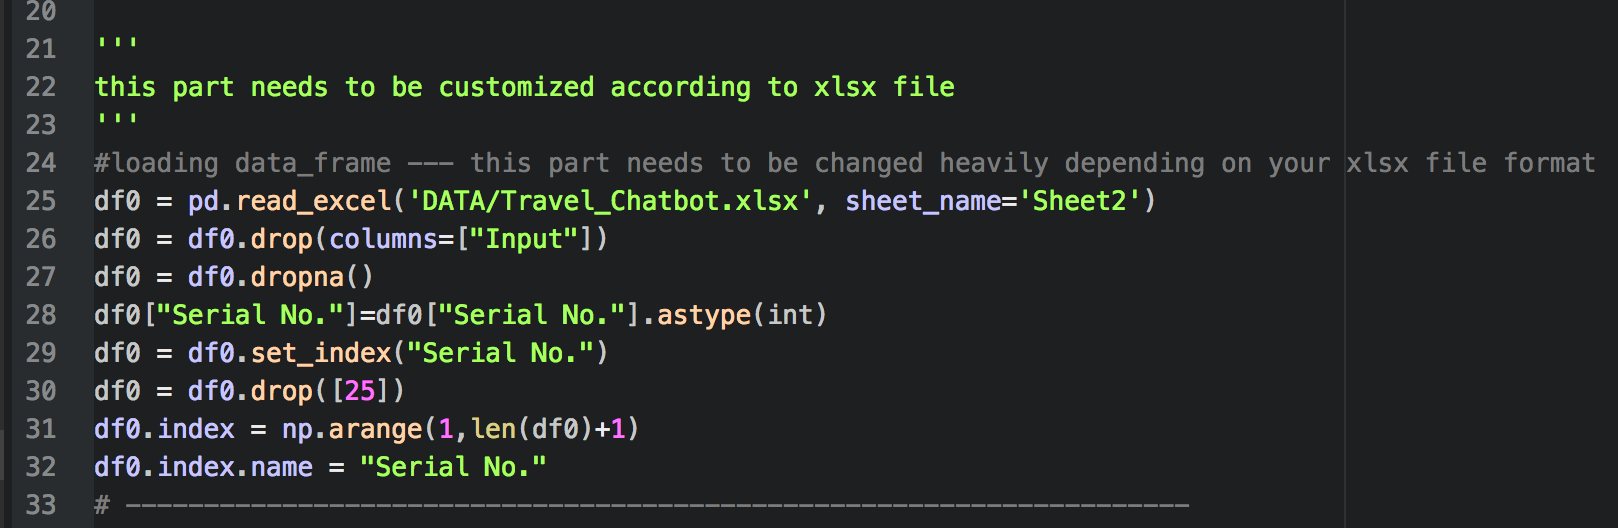 20
21 '''
22 this part needs to be customized according to xlsx file
23 '''
24 #loading data_frame --- this part needs to be changed heavily depending on your xlsx file format
25 df0 = pd.read_excel('DATA/Travel_Chatbot.xlsx', sheet_name='Sheet2')
26 df0 = df0.drop(columns=["Input"])
27 df0 = df0.dropna()
28 df0["Serial No."]=df0["Serial No."].astype(int)
29 df0 = df0.set_index("Serial No.")
30 df0 = df0.drop([25])
31 df0.index = np.arange(1,len(df0)+1)
32 df0.index.name = "Serial No."
33 # --------------------------------------------------------------------